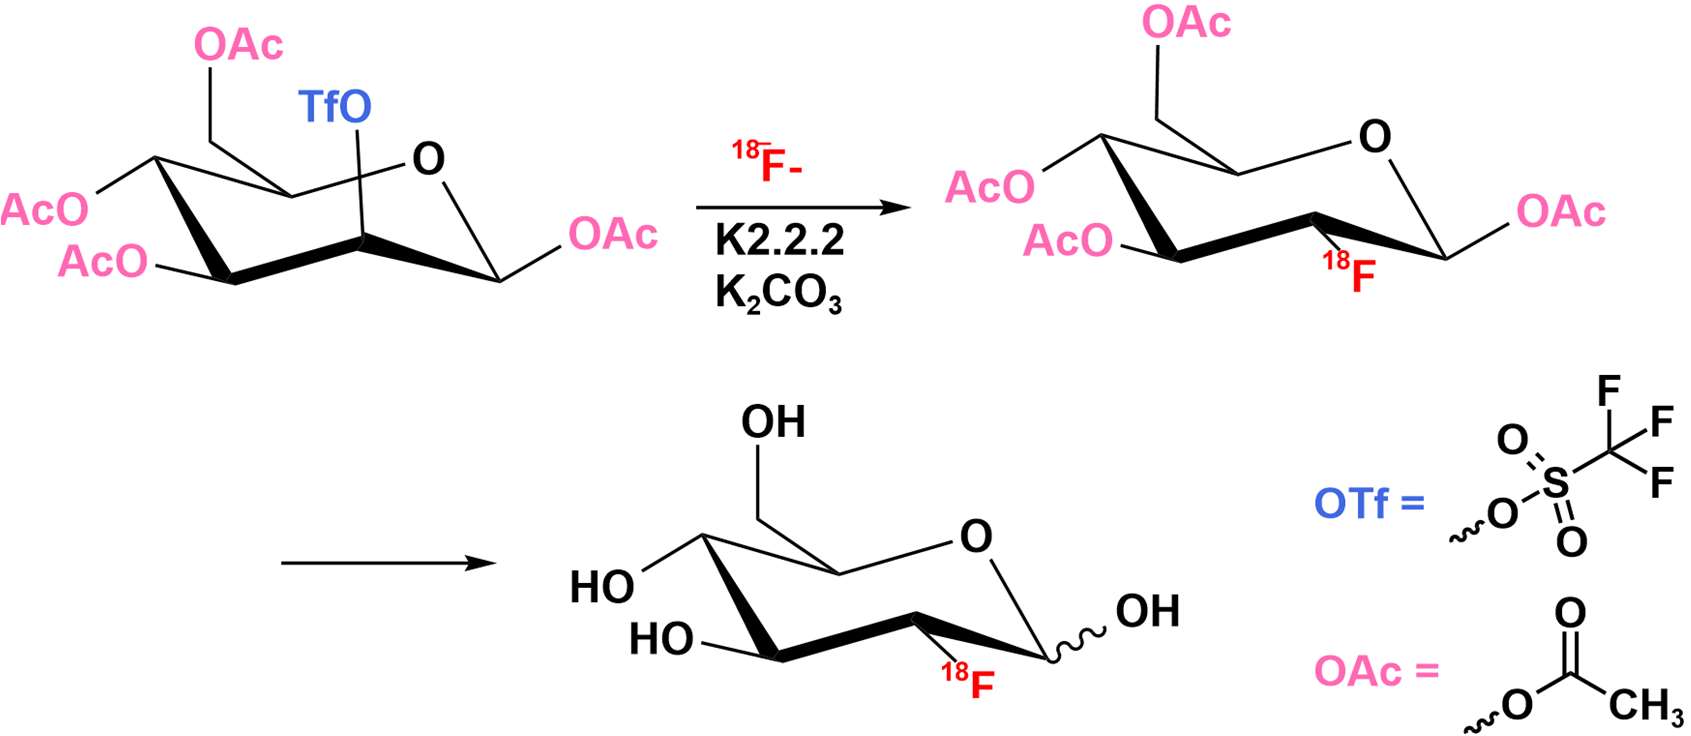 OAc
TfO
O
AcO
AcO
OAc
18F-
K2.2.2
K2CO3
OAc
O
AcO
AcO
18F
OAc
OH
O
HO
HO
18F
OH
OTf =
F
F
F
O
S
O
O
OAc =
O
O
CH3